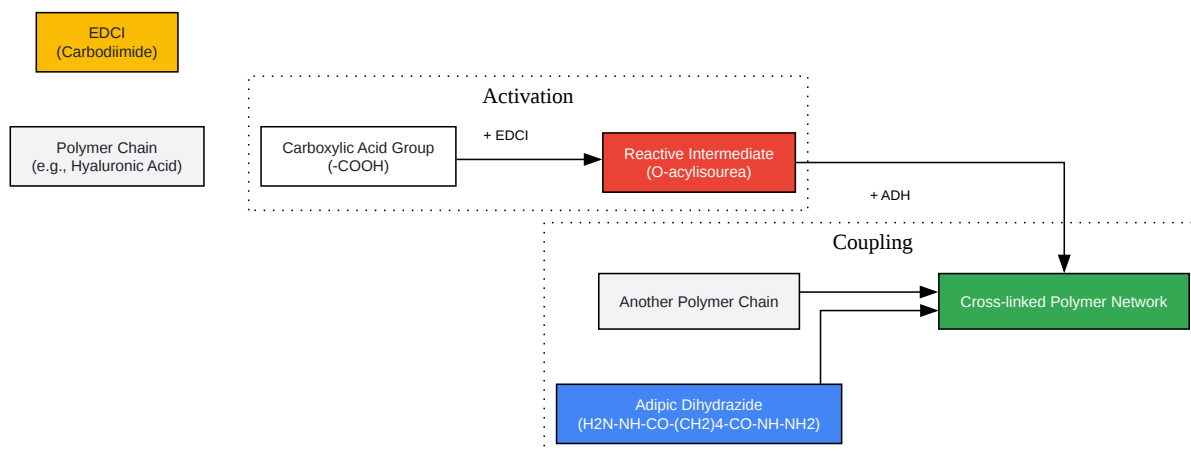 EDCI
(Carbodiimide)
Activation
Polymer Chain
(e.g., Hyaluronic Acid)
Carboxylic Acid Group
(-COOH)
+ EDCI
Reactive Intermediate
(O-acylisourea)
+ ADH
Coupling
Another Polymer Chain
Cross-linked Polymer Network
Adipic Dihydrazide
(H2N-NH-CO-(CH2)4-CO-NH-NH2)